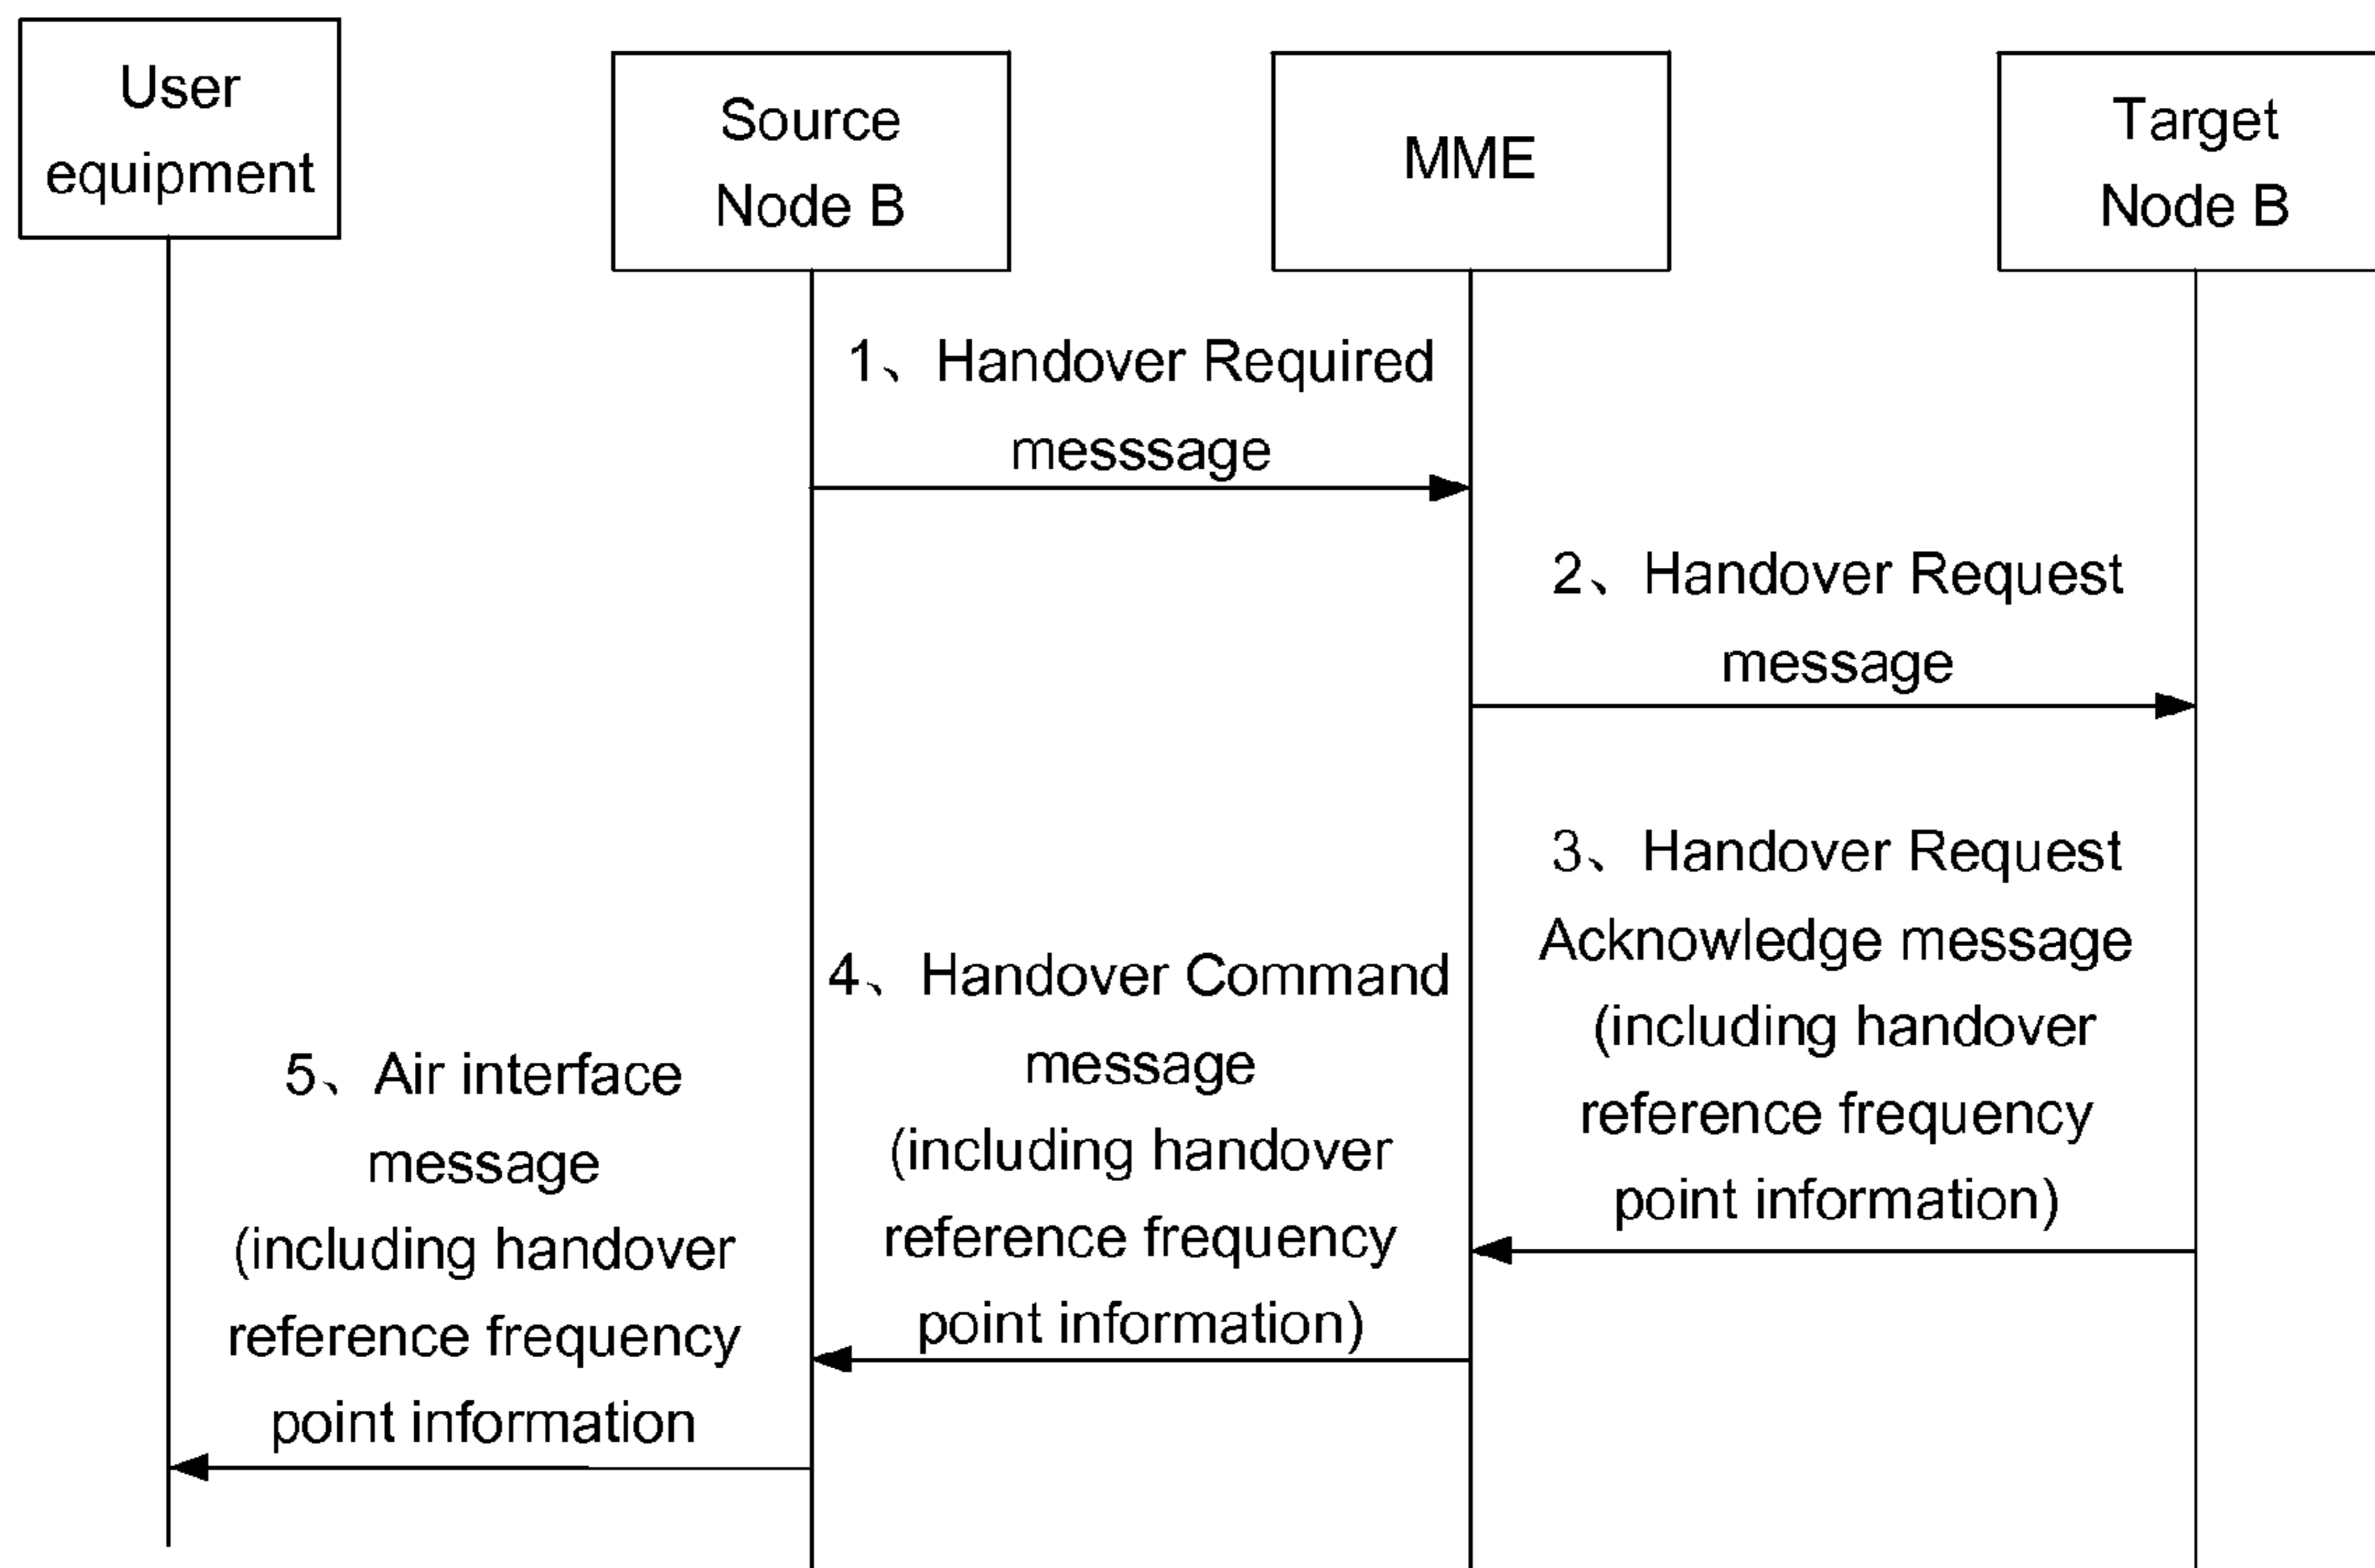 User
equipment
Source
Node B
MME
Target
Node B
1、Handover Required
messsage
2、Handover Request
message
3、Handover Request
Acknowledge message
(including handover
reference frequency
point information)
4、Handover Command
message
(including handover
reference frequency
point information)
5、Air interface
message
(including handover
reference frequency
point information